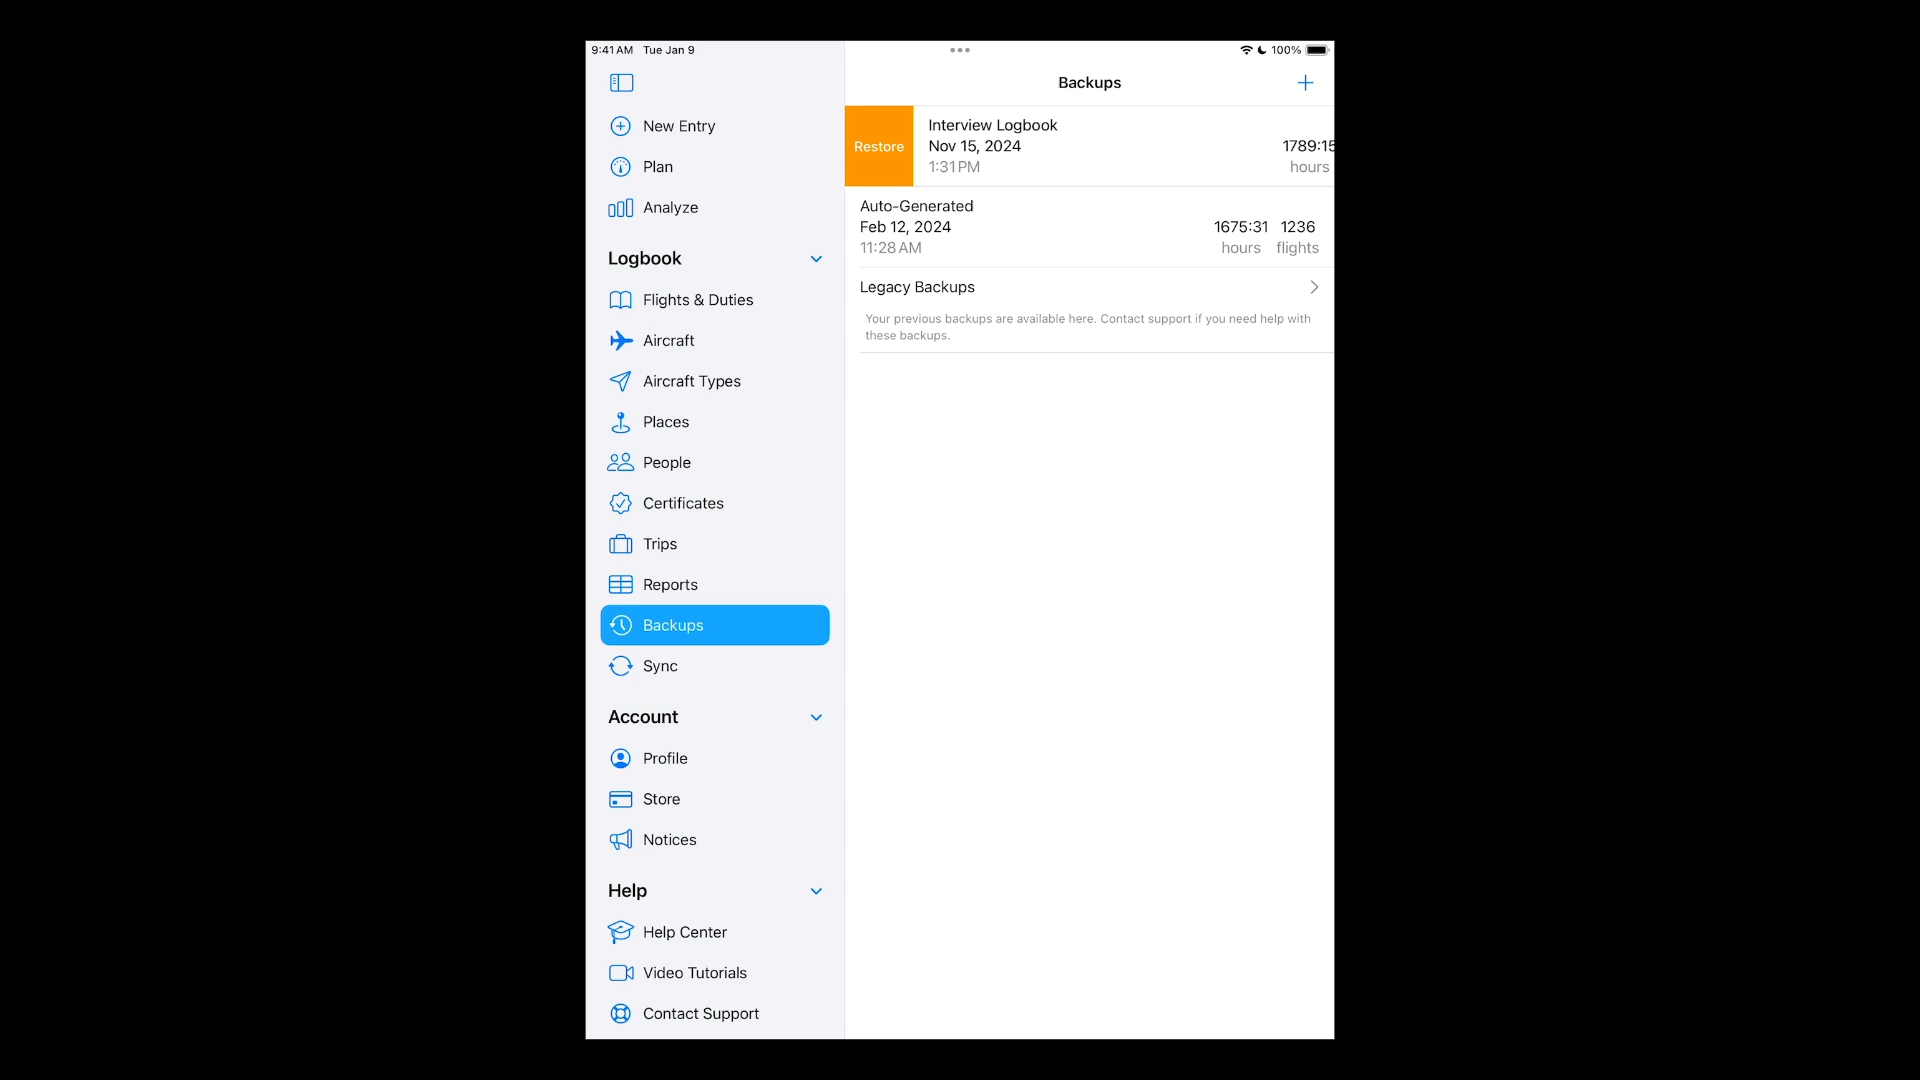 9:41 AM Tue Jan 9
100%
Backups
New Entry
Plan
Analyze
Logbook
Flights & Duties
Aircraft
Aircraft Types
Places
People
Certificates
Trips
Reports
Backups
Sync
Account
Profile
Store
Notices
Help
Help Center
Video Tutorials
Contact Support
Restore
Interview Logbook
Nov 15, 2024 1789:15
1:31 PM hours
Auto-Generated
Feb 12, 2024 1675:31 1236
11:28 AM hours flights
Legacy Backups
Your previous backups are available here. Contact support if you need help with
these backups.